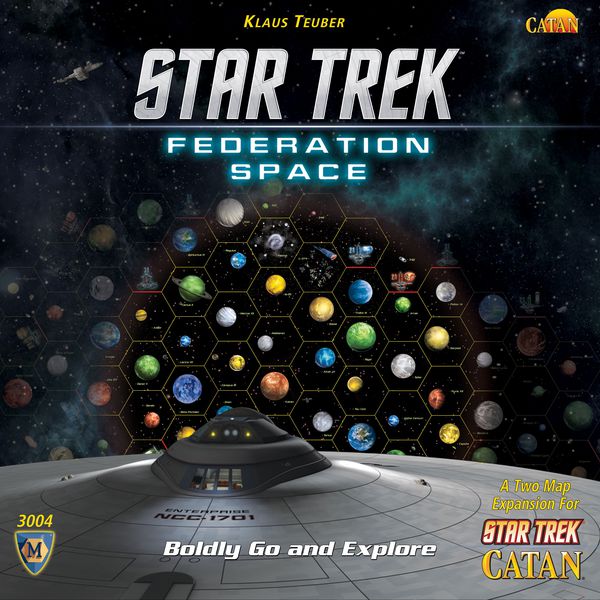 KLAUS TEUBER
CATAN
STAR TREK™
FEDERATION
SPACE
ENTERPRISE
NCC-1701
A Two Map
Expansion For
3004
STAR TREK
Boldly Go and Explore
CATAN
M